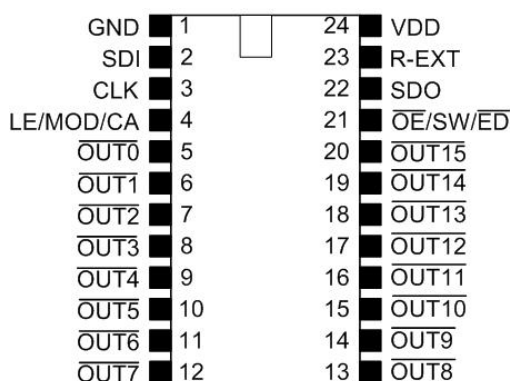 GND 1 24 VDD
SDI 2 23 R-EXT
CLK 3 22 SDO
LE/MOD/CA 4 21 OE/SW/ED
OUT0 5 20 OUT15
OUT1 6 19 OUT14
OUT2 7 18 OUT13
OUT3 8 17 OUT12
OUT4 9 16 OUT11
OUT5 10 15 OUT10
OUT6 11 14 OUT9
OUT7 12 13 OUT8